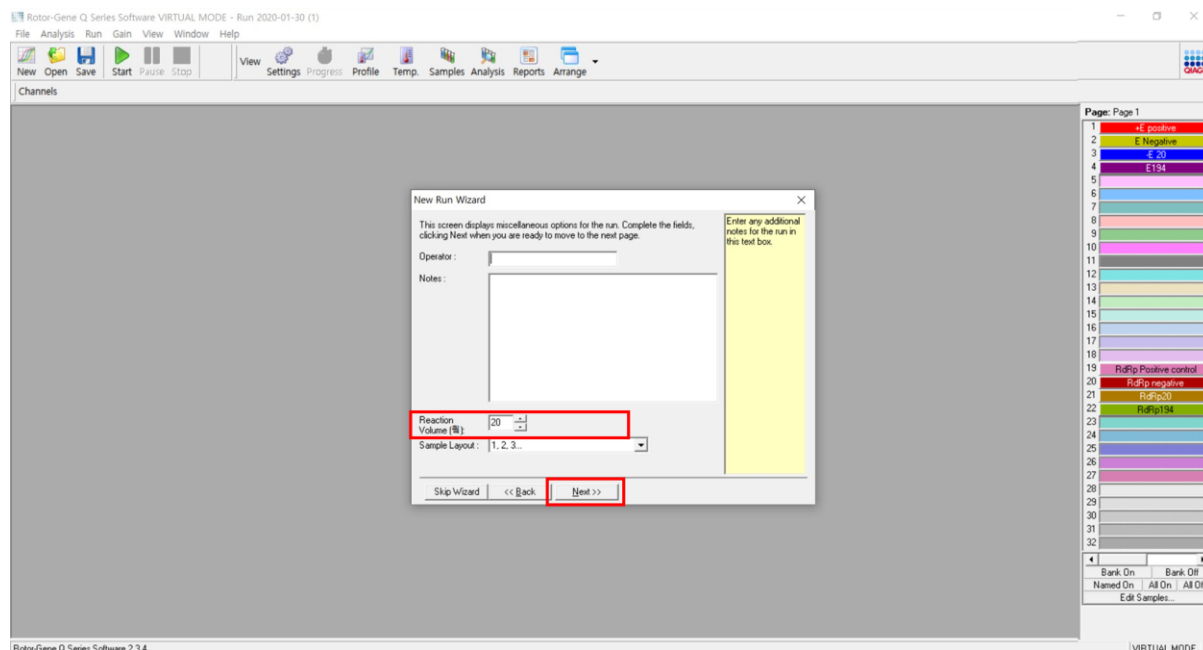 Rotor-Gene Q Series Software VIRTUAL MODE - Run 2020-01-30 (1)
File Analysis Run Gain View Window Help
New Open Save Start Pause Stop View Settings Progress Profile Temp. Samples Analysis Reports Arrange
Channels
Page: Page 1
1 +E positive
2 E Negative
3 -E 20
4 E194
5
6
7
8
9
10
11
12
13
14
15
16
17
18
19 RdRp Positive control
20 RdRp negative
21 RdRp20
22 RdRp194
23
24
25
26
27
28
29
30
31
32
Bank On Bank Off
Named On All On All Of
Edit Samples...
New Run Wizard
This screen displays miscellaneous options for the run. Complete the fields,
clicking Next when you are ready to move to the next page.
Operator :
Notes :
Reaction
Volume [㎕]: 20
Sample Layout : 1, 2, 3...
Skip Wizard << Back Next >>
Enter any additional
notes for the run in
this text box.
Rotor-Gene Q Series Software 2.3.4
VIRTUAL MODE